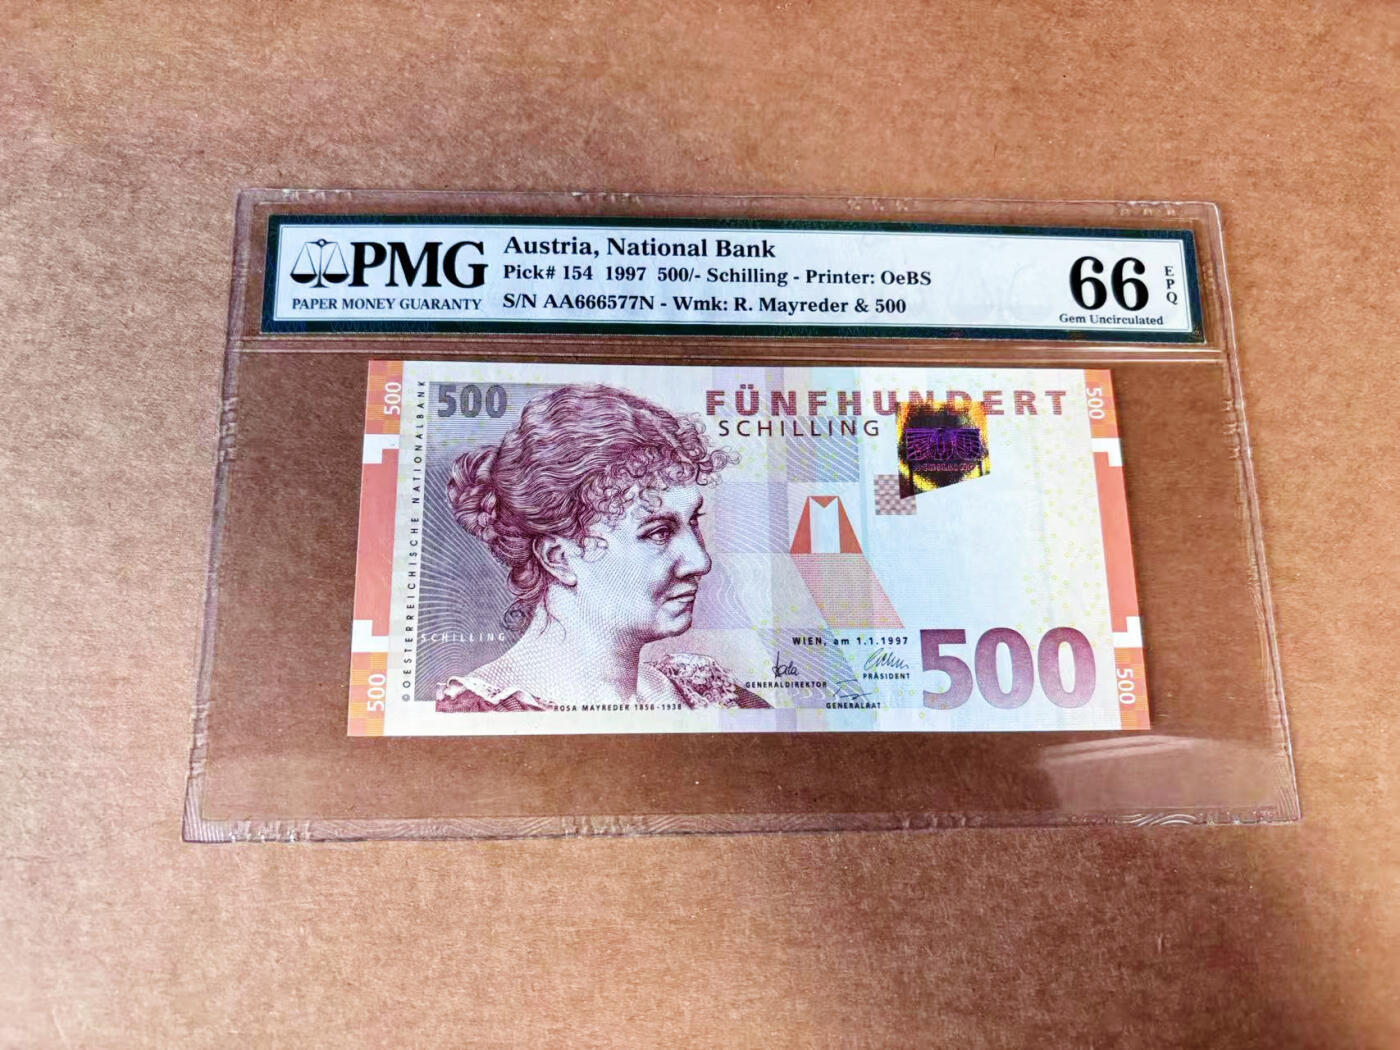 PMG
PAPER MONEY GUARANTY
Austria, National Bank
Pick# 154 1997 500/- Schilling - Printer: OeBS
S/N AA666577N - Wmk: R. Mayreder & 500
66
EPQ
Gem Uncirculated
500
500
FÜNFHUNDERT
SCHILLING
500
© OESTERREICHISCHE NATIONALBANK
SCHILLING
WIEN, am 1.1.1997
GENERALDIREKTOR
PRÄSIDENT
GENERALRAT
500
500
ROSA MAYREDER 1858-1938
500